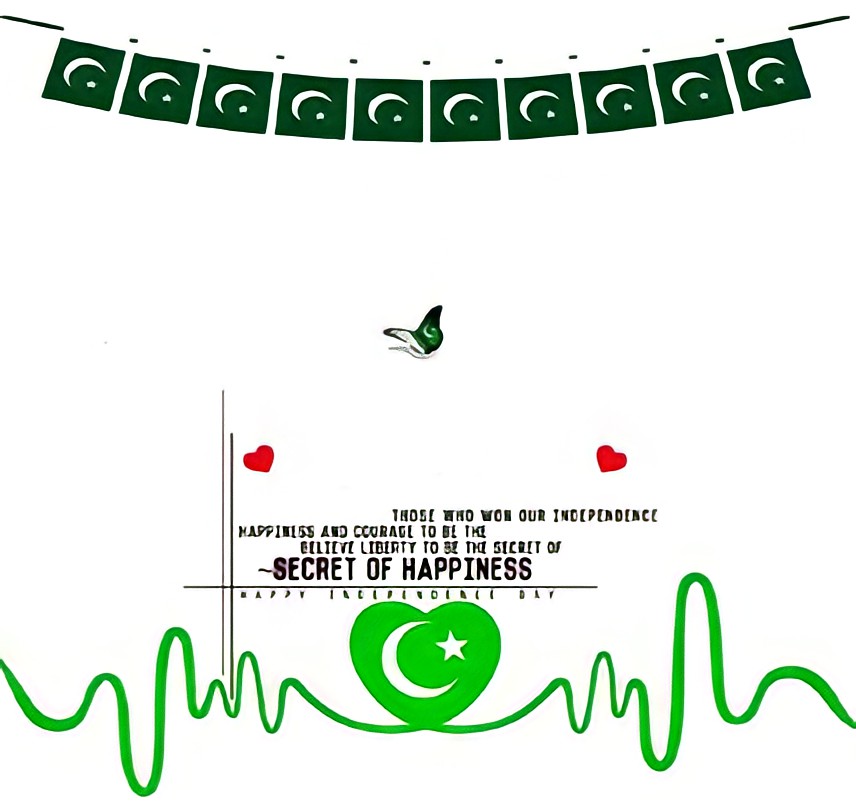 THOSE WHO WON OUR INDEPENDENCE
HAPPINESS AND COURAGE TO BE THE
BELIEVE LIBERTY TO BE THE SECRET OF
~SECRET OF HAPPINESS
HAPPY INDEPENDENCE DAY